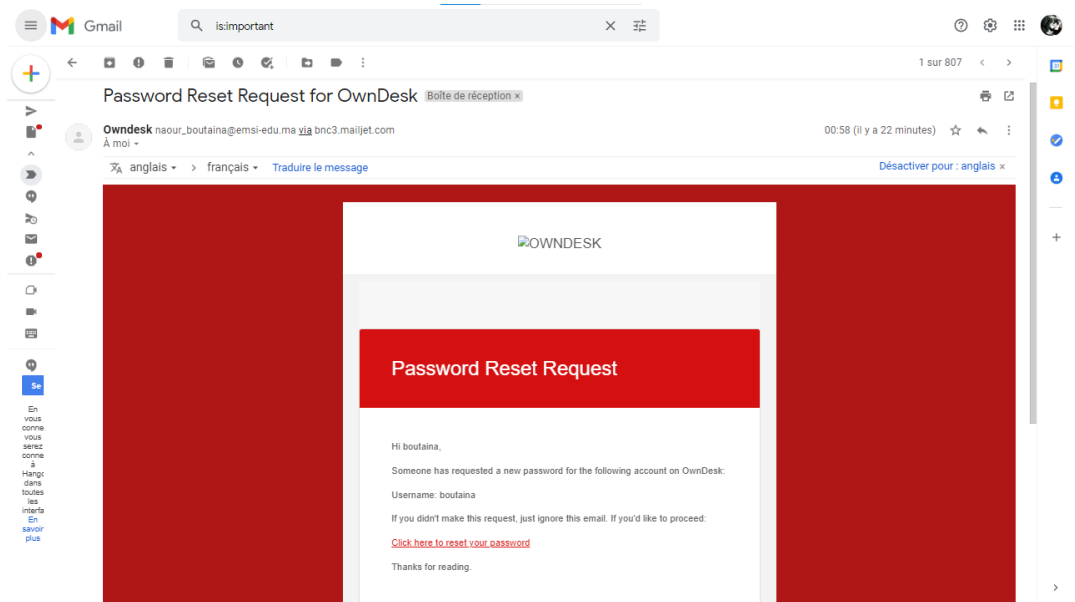 Gmail
is:important
1 sur 807
Password Reset Request for OwnDesk
Boîte de réception ×
Owndesk naour_boutaina@emsi-edu.ma via bnc3.mailjet.com
00:58 (il y a 22 minutes)
À moi
anglais
français
Traduire le message
Désactiver pour : anglais ×
OWNDESK
Password Reset Request
Hi boutaina,
Someone has requested a new password for the following account on OwnDesk:
Username: boutaina
If you didn't make this request, just ignore this email. If you'd like to proceed:
Click here to reset your password
Thanks for reading.
Se
En
vous
conne
vous
serez
conne
à
Hangc
dans
toutes
les
interfa
En
savoir
plus
31